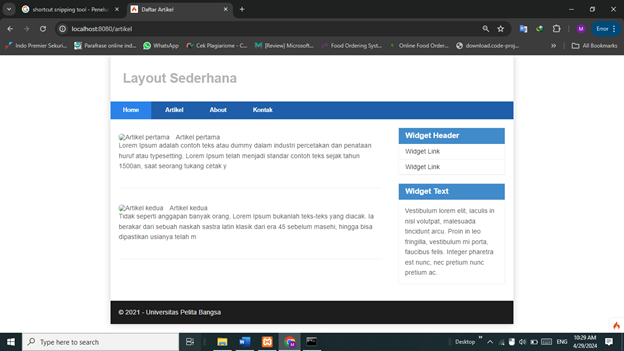 shortcut snipping tool - Penelu
Daftar Artikel
localhost:8080/artikel
Error
Indo Premier Sekuri...
Parafrase online ind...
WhatsApp
Cek Plagiarisme - C...
[Review] Microsoft...
Food Ordering Syst...
Online Food Order...
download.code-proj...
All Bookmarks
Layout Sederhana
Home
Artikel
About
Kontak
Artikel pertama Artikel pertama
Lorem Ipsum adalah contoh teks atau dummy dalam industri percetakan dan penataan
huruf atau typesetting. Lorem Ipsum telah menjadi standar contoh teks sejak tahun
1500an, saat seorang tukang cetak y
Artikel kedua Artikel kedua
Tidak seperti anggapan banyak orang, Lorem Ipsum bukanlah teks-teks yang diacak. Ia
berakar dari sebuah naskah sastra latin klasik dari era 45 sebelum masehi, hingga bisa
dipastikan usianya telah m
Widget Header
Widget Link
Widget Link
Widget Text
Vestibulum lorem elit, iaculis in
nisl volutpat, malesuada
tincidunt arcu. Proin in leo
fringilla, vestibulum mi porta,
faucibus felis. Integer pharetra
est nunc, nec pretium nunc
pretium ac.
© 2021 - Universitas Pelita Bangsa
Type here to search
Desktop
ENG
10:29 AM
4/29/2024